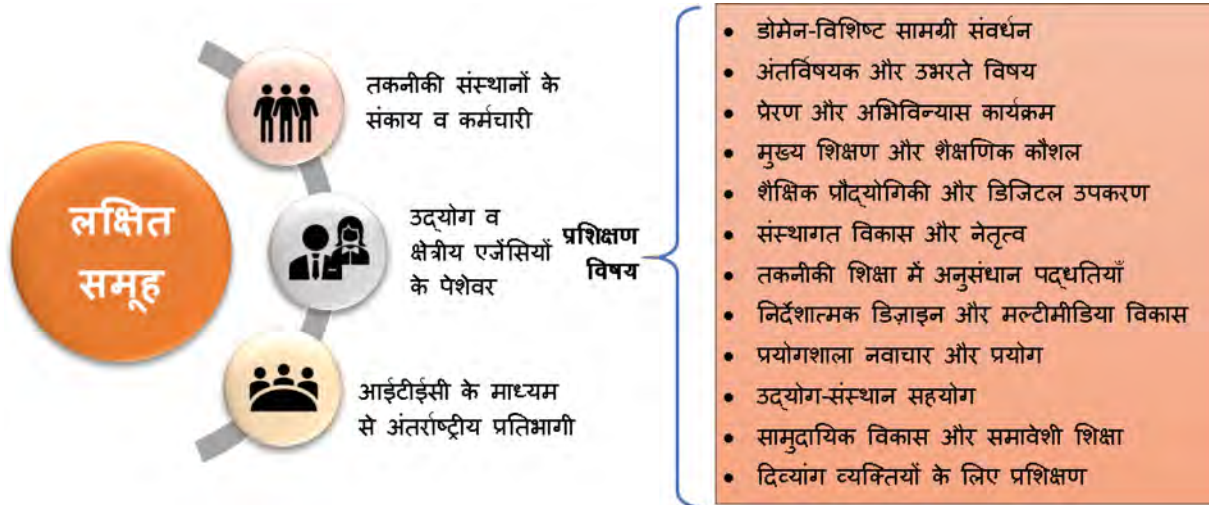 लक्षित
समूह
तकनीकी संस्थानों के
संकाय व कर्मचारी
उद्योग व
क्षेत्रीय एजेंसियों
के पेशेवर
आईटीईसी के माध्यम
से अंतर्राष्ट्रीय प्रतिभागी
प्रशिक्षण
विषय
• डोमेन-विशिष्ट सामग्री संवर्धन
• अंतर्विषयक और उभरते विषय
• प्रेरण और अभिविन्यास कार्यक्रम
• मुख्य शिक्षण और शैक्षणिक कौशल
• शैक्षिक प्रौद्योगिकी और डिजिटल उपकरण
• संस्थागत विकास और नेतृत्व
• तकनीकी शिक्षा में अनुसंधान पद्धतियाँ
• निर्देशात्मक डिज़ाइन और मल्टीमीडिया विकास
• प्रयोगशाला नवाचार और प्रयोग
• उद्योग-संस्थान सहयोग
• सामुदायिक विकास और समावेशी शिक्षा
• दिव्यांग व्यक्तियों के लिए प्रशिक्षण